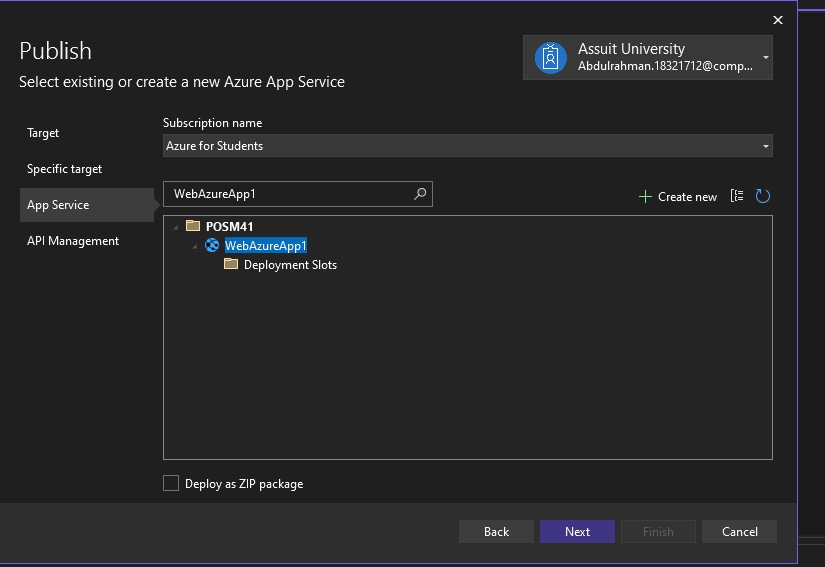 Publish
Select existing or create a new Azure App Service
Assuit University
Abdulrahman.18321712@comp...
Target
Specific target
App Service
API Management
Subscription name
Azure for Students
WebAzureApp1
Create new
POSM41
WebAzureApp1
Deployment Slots
Deploy as ZIP package
Back
Next
Finish
Cancel